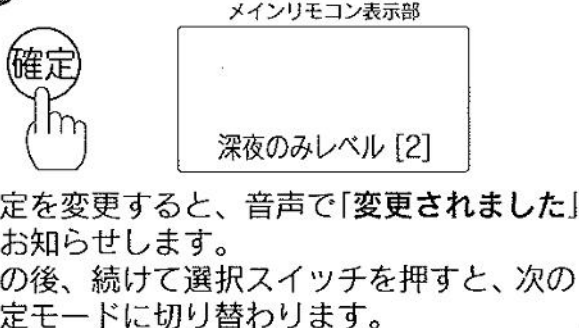 メインリモコン表示部
確定
深夜のみレベル [2]
定を変更すると、音声で「変更されました」
お知らせします。
の後、続けて選択スイッチを押すと、次の
定モードに切り替わります。